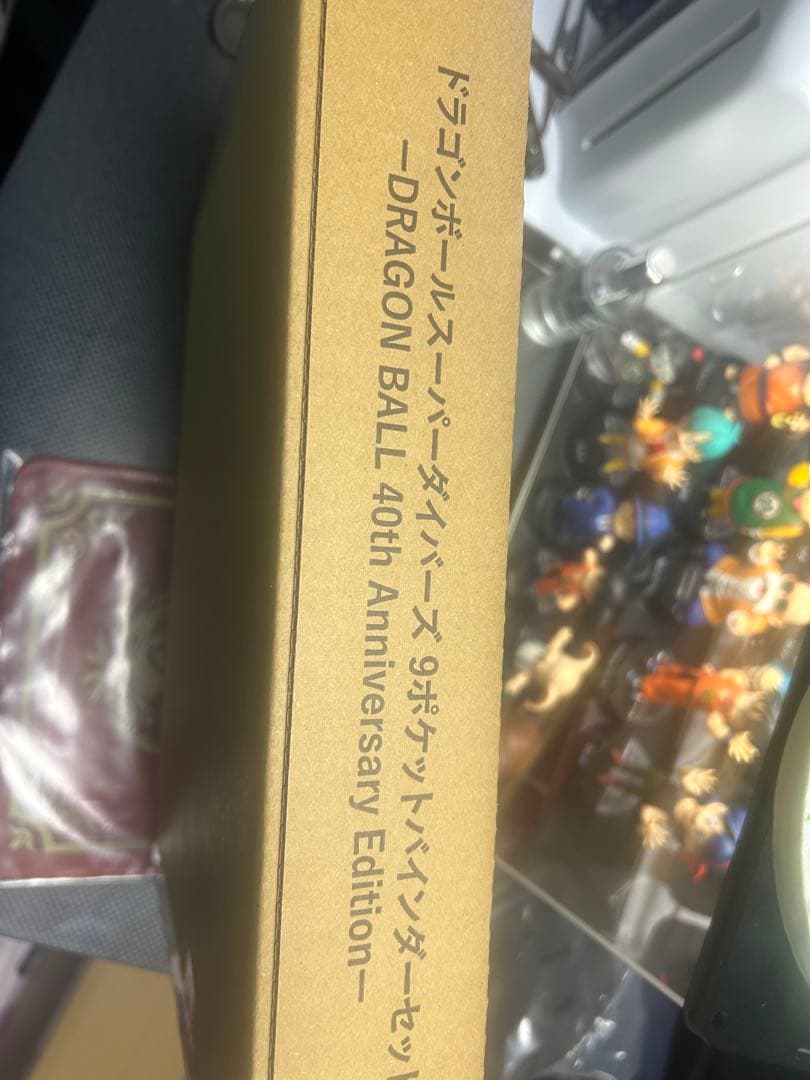 ドラゴンボールスーパーダイバーズ 9ポケットバインダーセット
ーDRAGON BALL 40th Anniversary Editionー